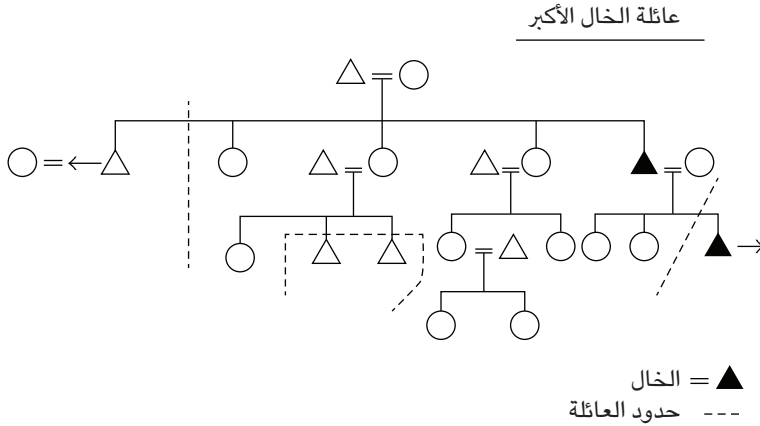 عائلة الخال الأكبر
= الخال
--- حدود العائلة